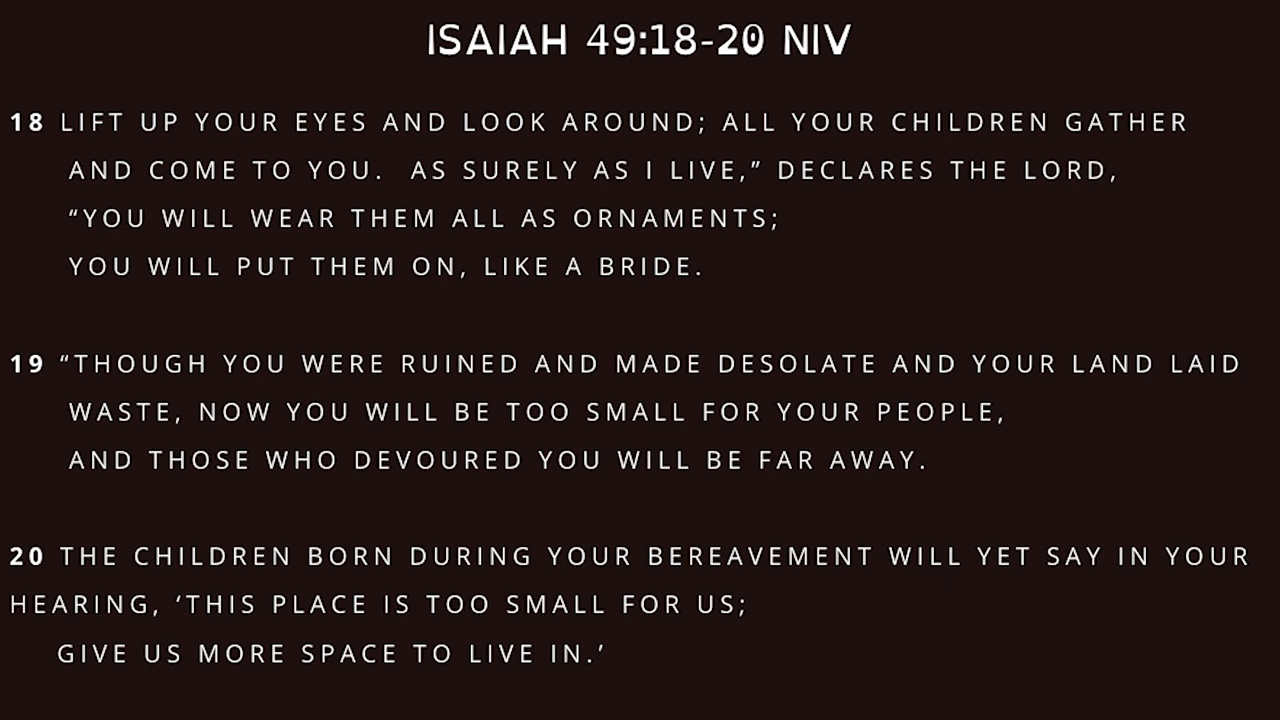 ISAIAH 49:18-20 NIV
18 LIFT UP YOUR EYES AND LOOK AROUND; ALL YOUR CHILDREN GATHER
AND COME TO YOU.  AS SURELY AS I LIVE,” DECLARES THE LORD,
“YOU WILL WEAR THEM ALL AS ORNAMENTS;
YOU WILL PUT THEM ON, LIKE A BRIDE.
19 “THOUGH YOU WERE RUINED AND MADE DESOLATE AND YOUR LAND LAID
WASTE, NOW YOU WILL BE TOO SMALL FOR YOUR PEOPLE,
AND THOSE WHO DEVOURED YOU WILL BE FAR AWAY.
20 THE CHILDREN BORN DURING YOUR BEREAVEMENT WILL YET SAY IN YOUR
HEARING, ‘THIS PLACE IS TOO SMALL FOR US;
GIVE US MORE SPACE TO LIVE IN.’